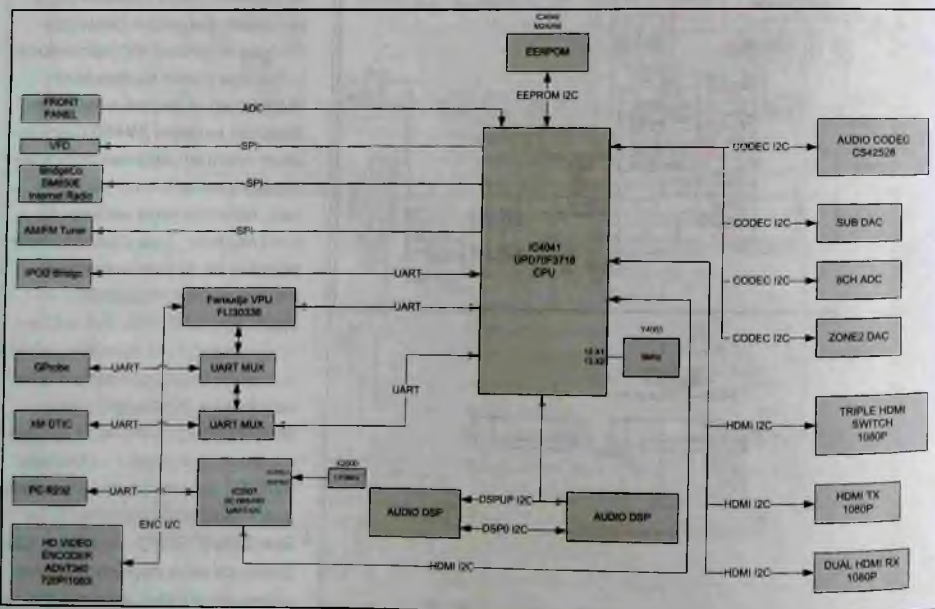 EERPOM
EEPROM I2C
FRONT
PANEL
ADC
VFD
SPI
BridgeCo
Internet Radio
SPI
AM/FM Tuner
SPI
IPOD Bridge
UART
IC4041
UPD70F3718
CPU
Faroudja VPU
UART
GProbe
UART
UART MUX
XM DTIC
UART
UART MUX
UART
PC-R232
UART
ENC I2C
HD VIDEO
ENCODER
HDMI I2C
AUDIO DSP
DSPUP I2C
DSP0 I2C
AUDIO DSP
CODEC I2C
AUDIO CODEC
CS42528
CODEC I2C
SUB DAC
CODEC I2C
8CH ADC
CODEC I2C
ZONE2 DAC
HDMI I2C
TRIPLE HDMI
SWITCH
1080P
HDMI I2C
HDMI TX
1080P
HDMI I2C
DUAL HDMI RX
1080P